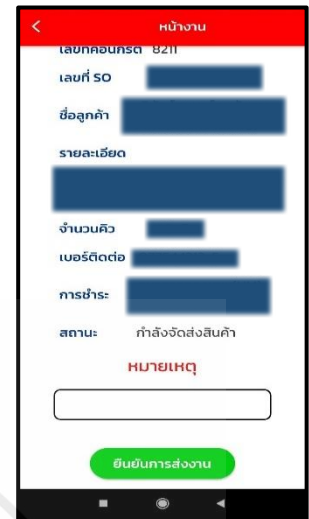 หน้างาน
เลขที่คอนกรีต 8211
เลขที่ SO
ชื่อลูกค้า
รายละเอียด
จำนวนคิว
เบอร์ติดต่อ
การชำระ
สถานะ กำลังจัดส่งสินค้า
หมายเหตุ
ยืนยันการส่งงาน